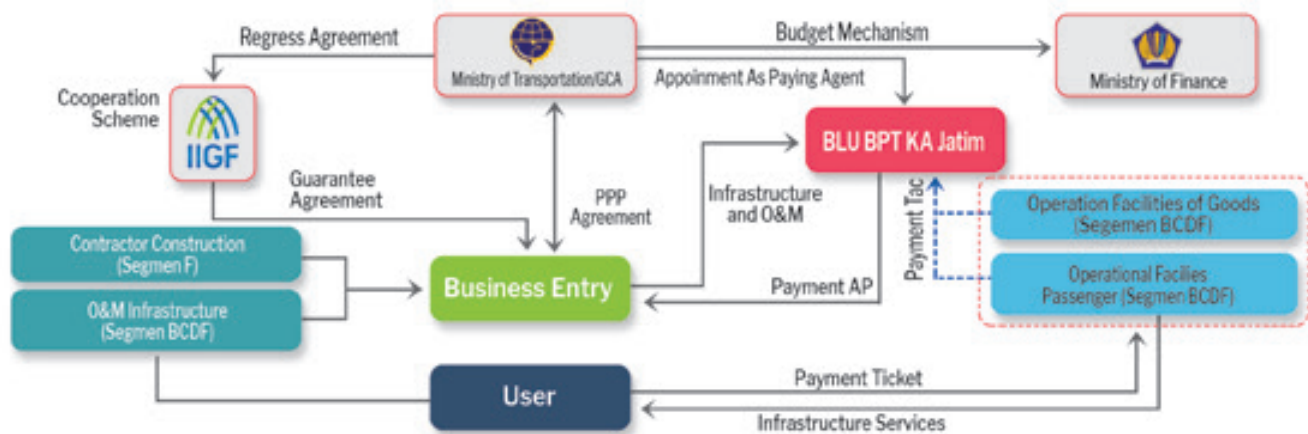 Regress Agreement
Ministry of Transportation/GCA
Budget Mechanism
Appoinment As Paying Agent
Ministry of Finance
Cooperation
Scheme
IIGF
BLU BPT KA Jatim
Guarantee
Agreement
PPP
Agreement
Infrastructure
and O&M
Payment Tac
Operation Facilities of Goods
(Segemen BCDF)
Contractor Construction
(Segmen F)
Business Entry
Payment AP
Operational Facilies
Passenger (Segmen BCDF)
O&M Infrastructure
(Segmen BCDF)
User
Payment Ticket
Infrastructure Services